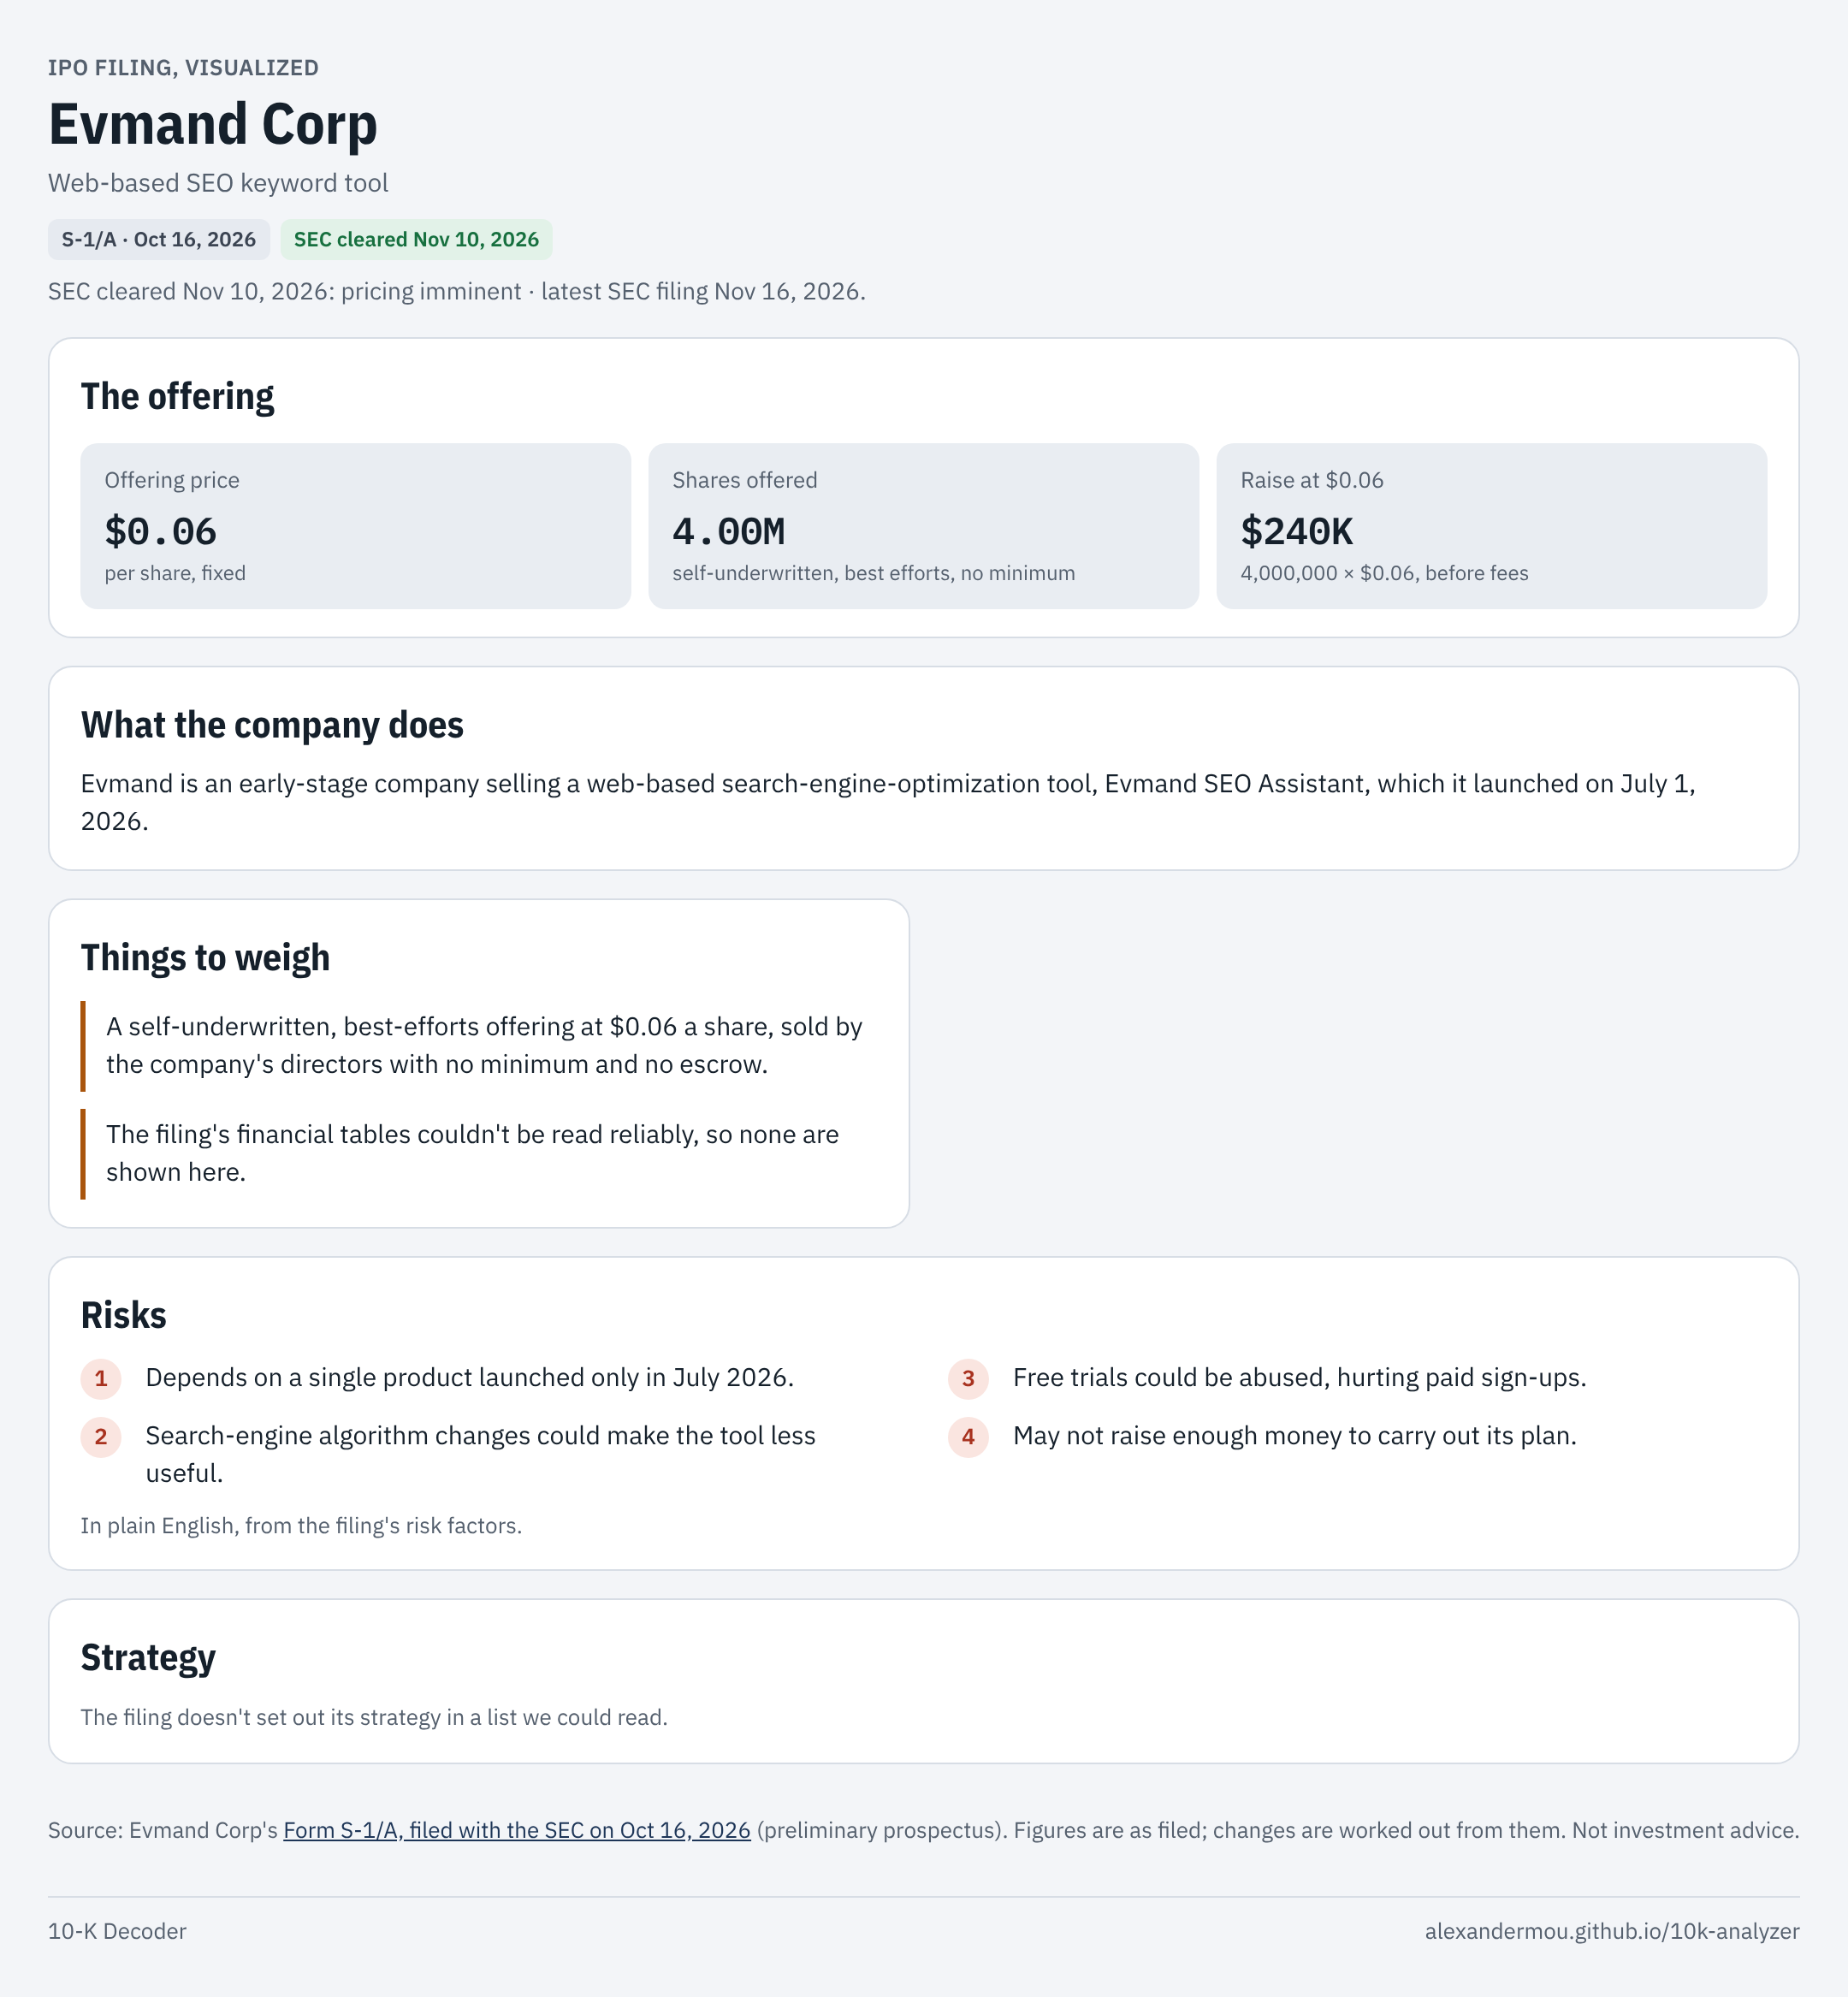 IPO FILING, VISUALIZED
Evmand Corp
Web-based SEO keyword tool
S-1/A · Oct 16, 2026
SEC cleared Nov 10, 2026
SEC cleared Nov 10, 2026: pricing imminent · latest SEC filing Nov 16, 2026.
The offering
Offering price
$0.06
per share, fixed
Shares offered
4.00M
self-underwritten, best efforts, no minimum
Raise at $0.06
$240K
4,000,000 × $0.06, before fees
What the company does
Evmand is an early-stage company selling a web-based search-engine-optimization tool, Evmand SEO Assistant, which it launched on July 1,
2026.
Things to weigh
A self-underwritten, best-efforts offering at $0.06 a share, sold by
the company's directors with no minimum and no escrow.
The filing's financial tables couldn't be read reliably, so none are
shown here.
Risks
1 Depends on a single product launched only in July 2026.
2 Search-engine algorithm changes could make the tool less
useful.
3 Free trials could be abused, hurting paid sign-ups.
4 May not raise enough money to carry out its plan.
In plain English, from the filing's risk factors.
Strategy
The filing doesn't set out its strategy in a list we could read.
Source: Evmand Corp's Form S-1/A, filed with the SEC on Oct 16, 2026 (preliminary prospectus). Figures are as filed; changes are worked out from them. Not investment advice.
10-K Decoder
alexandermou.github.io/10k-analyzer